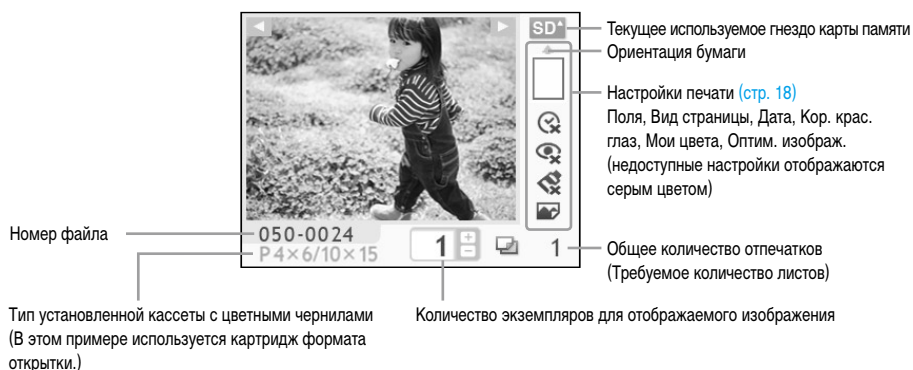 SD
Текущее используемое гнездо карты памяти
Ориентация бумаги
Настройки печати (стр. 18)
Поля, Вид страницы, Дата, Кор. крас.
глаз, Мои цвета, Оптим. изображ.
(недоступные настройки отображаются
серым цветом)
Номер файла
050-0024
P 4×6/10×15
1
+
-
1
Общее количество отпечатков
(Требуемое количество листов)
Тип установленной кассеты с цветными чернилами
(В этом примере используется картридж формата
открытки.)
Количество экземпляров для отображаемого изображения